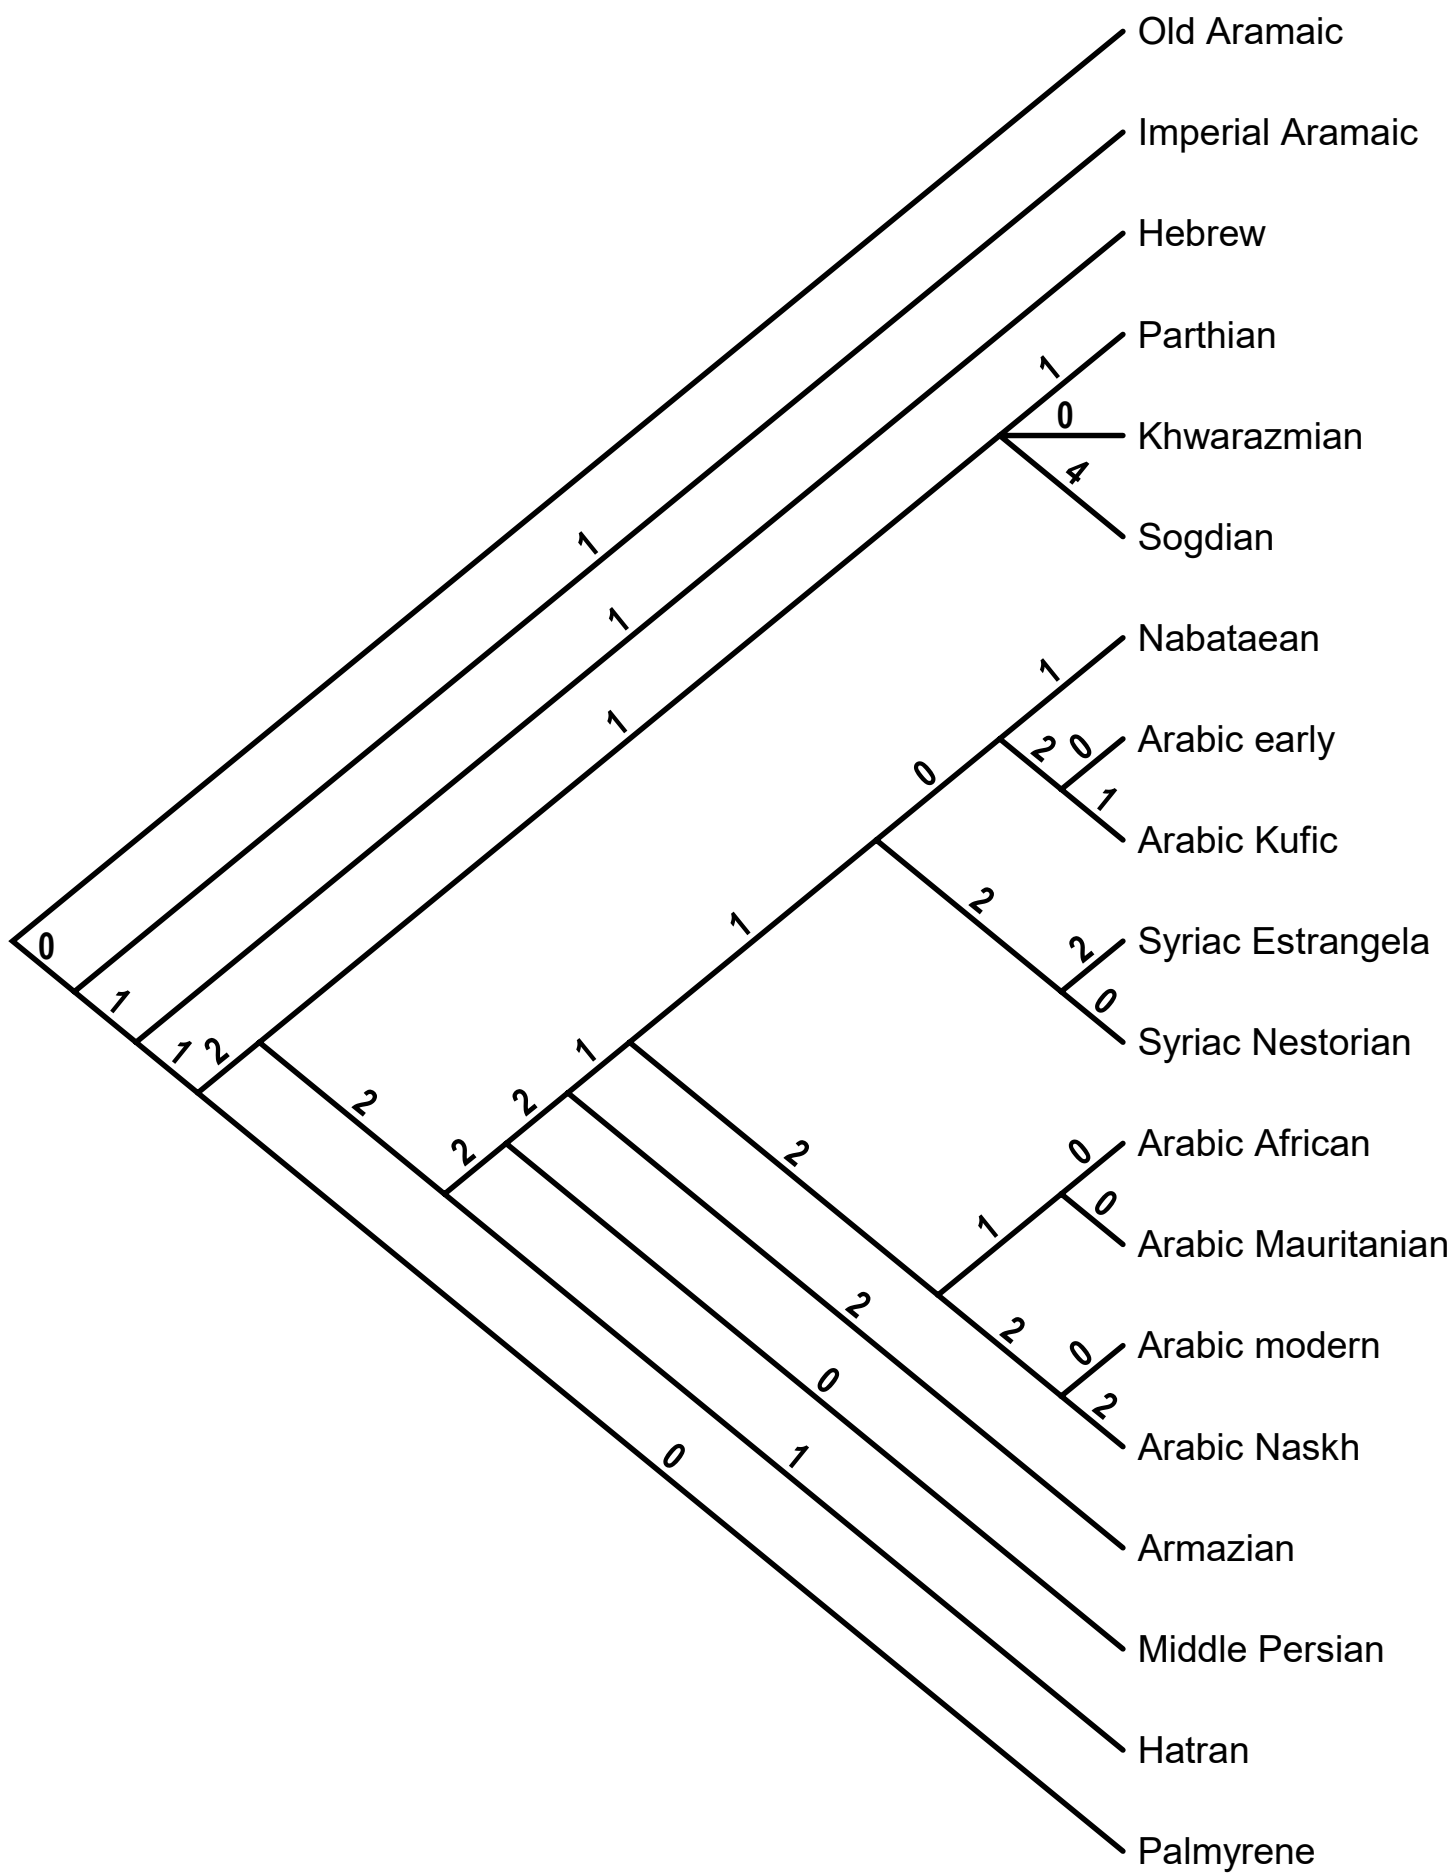 Old Aramaic
Imperial Aramaic
Hebrew
Parthian
1
0
Khwarazmian
4
Sogdian
1
1
Nabataean
1
1
Arabic early
2 0
0
1
Arabic Kufic
2
1
Syriac Estrangela
2
0
0
1
Syriac Nestorian
1 2
1
2
2
Arabic African
0
2
2
0
1
Arabic Mauritanian
2
2
0
Arabic modern
0
2
Arabic Naskh
1
0
Armazian
Middle Persian
Hatran
Palmyrene